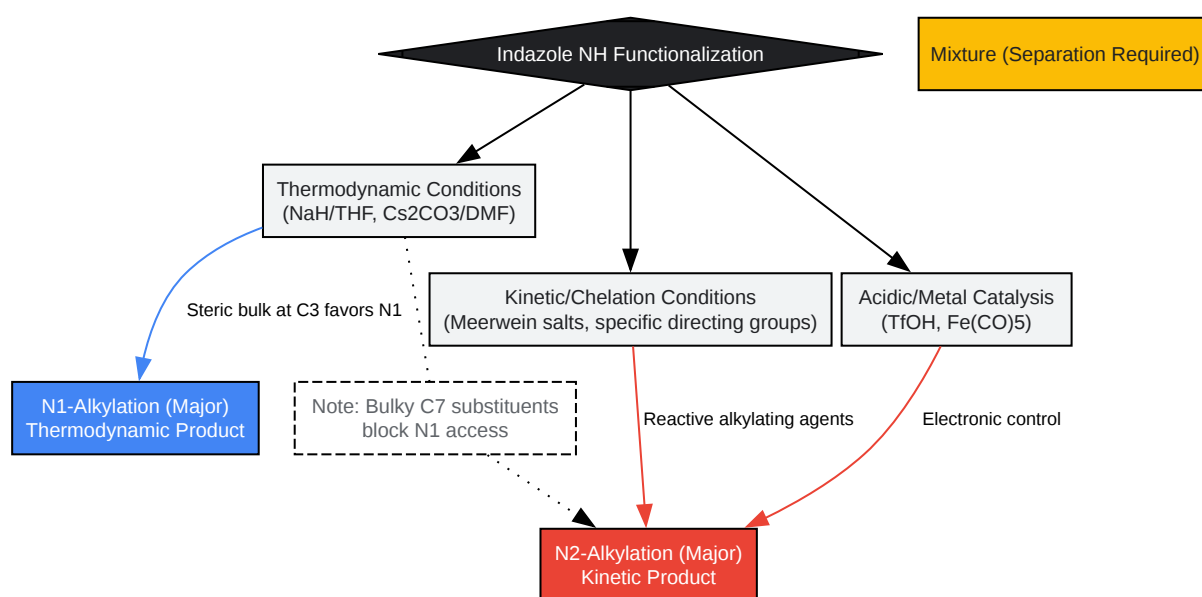 Indazole NH Functionalization
Mixture (Separation Required)
Thermodynamic Conditions
(NaH/THF, Cs2CO3/DMF)
Kinetic/Chelation Conditions
(Meerwein salts, specific directing groups)
Acidic/Metal Catalysis
(TfOH, Fe(CO)5)
Steric bulk at C3 favors N1
N1-Alkylation (Major)
Thermodynamic Product
Note: Bulky C7 substituents
block N1 access
Reactive alkylating agents
Electronic control
N2-Alkylation (Major)
Kinetic Product